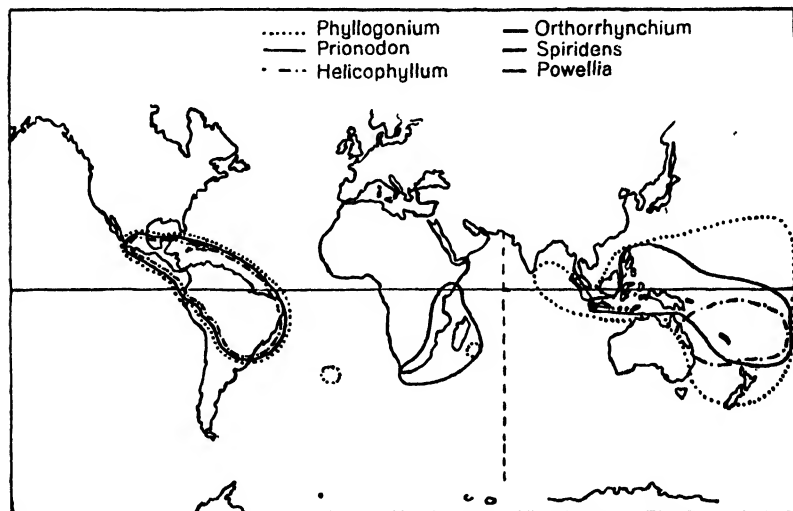 Phyllogonium
Prionodon
Helicophyllum
Orthorrhynchium
Spiridens
Powellia